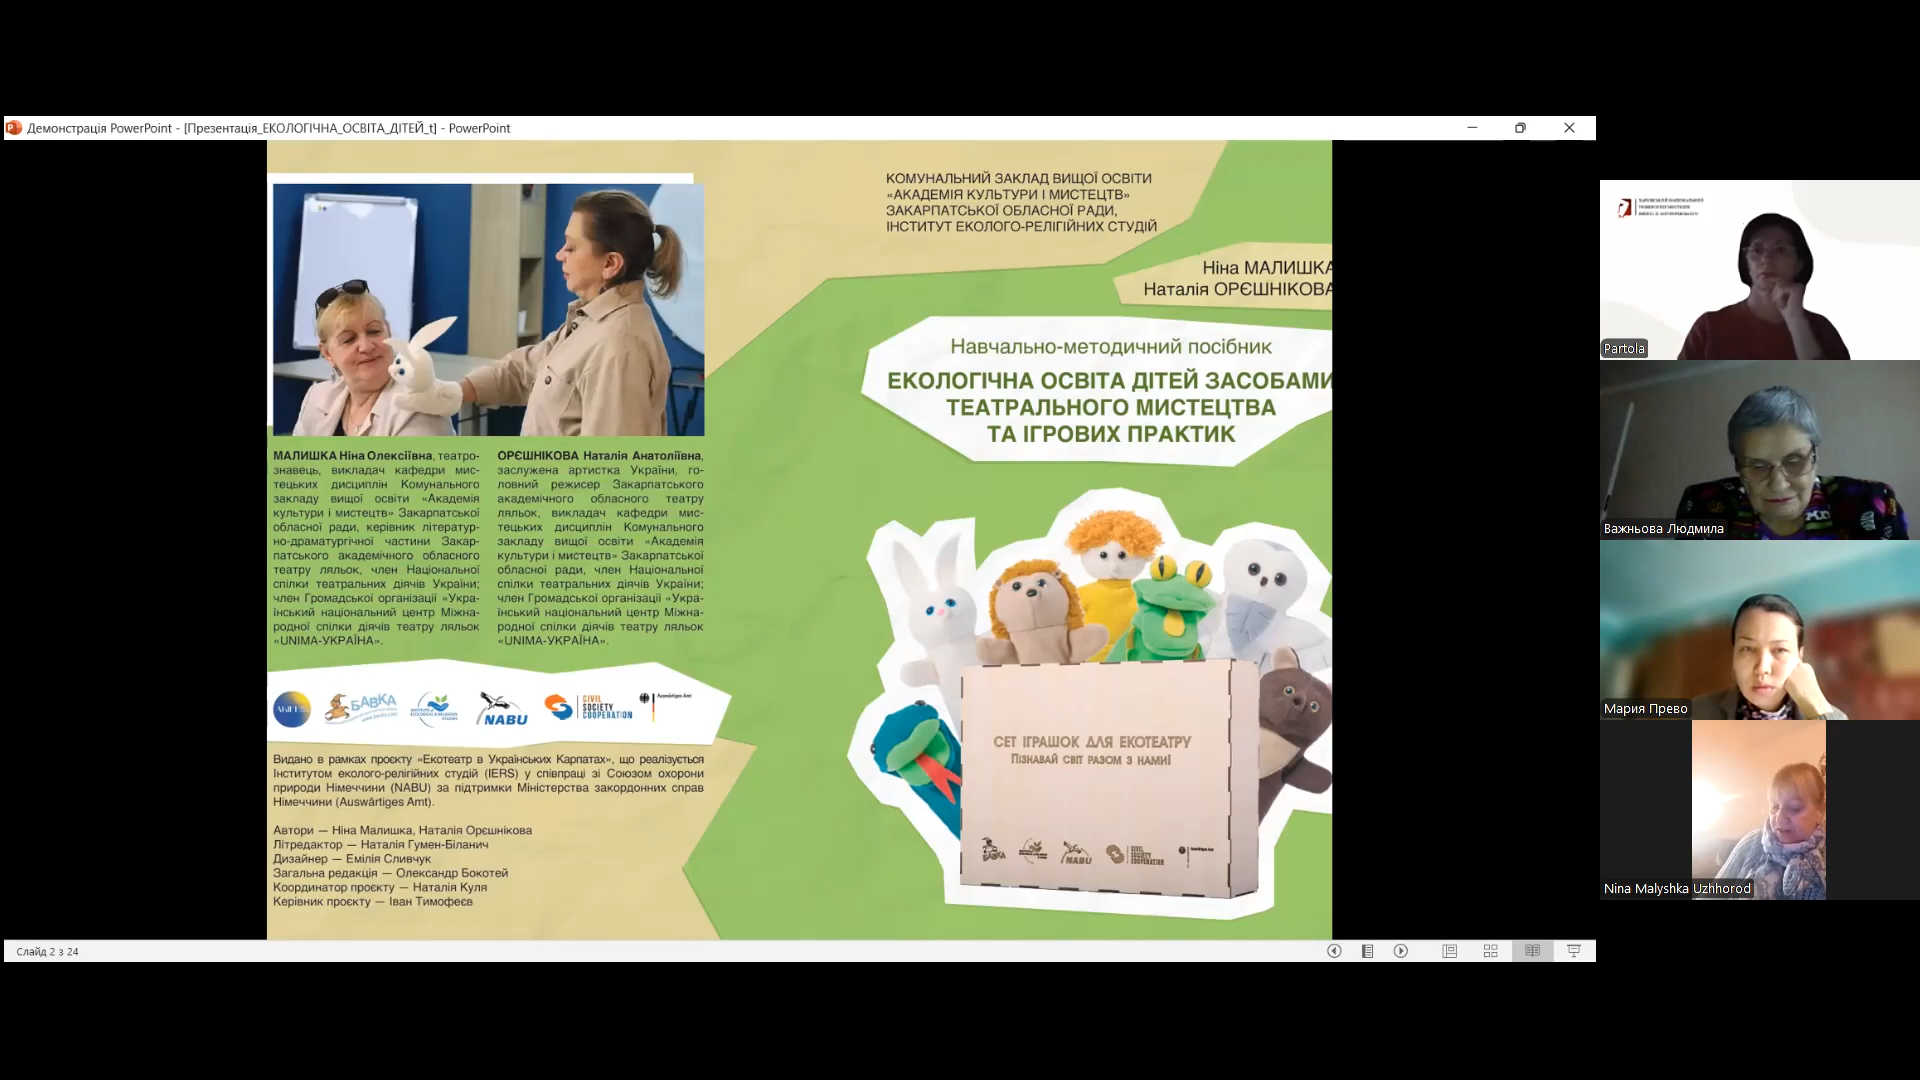 Демонстрація PowerPoint - [Презентація_ЕКОЛОГІЧНА_ОСВІТА_ДІТЕЙ_t] - PowerPoint
КОМУНАЛЬНИЙ ЗАКЛАД ВИЩОЇ ОСВІТИ
«АКАДЕМІЯ КУЛЬТУРИ І МИСТЕЦТВ»
ЗАКАРПАТСЬКОЇ ОБЛАСНОЇ РАДИ,
ІНСТИТУТ ЕКОЛОГО-РЕЛІГІЙНИХ СТУДІЙ
Ніна МАЛИШКА
Наталія ОРЄШНІКОВА
Навчально-методичний посібник
ЕКОЛОГІЧНА ОСВІТА ДІТЕЙ ЗАСОБАМИ
ТЕАТРАЛЬНОГО МИСТЕЦТВА
ТА ІГРОВИХ ПРАКТИК
МАЛИШКА Ніна Олексіївна, театро-
знавець, викладач кафедри мис-
тецьких дисциплін Комунального
закладу вищої освіти «Академія
культури і мистецтв» Закарпатської
обласної ради, керівник літератур-
но-драматургічної частини Закар-
патського академічного обласного
театру ляльок, член Національної
спілки театральних діячів України;
член Громадської організації «Укра-
їнський національний центр Міжна-
родної спілки діячів театру ляльок
«UNIMA-УКРАЇНА».
ОРЄШНІКОВА Наталія Анатоліївна,
заслужена артистка України, го-
ловний режисер Закарпатського
академічного обласного театру
ляльок, викладач кафедри мис-
тецьких дисциплін Комунального
закладу вищої освіти «Академія
культури і мистецтв» Закарпатської
обласної ради, член Національної
спілки театральних діячів України;
член Громадської організації «Укра-
їнський національний центр Міжна-
родної спілки діячів театру ляльок
«UNIMA-УКРАЇНА».
БАВКА
NABU
CIVIL
SOCIETY
COOPERATION
Auswärtiges Amt
Видано в рамках проєкту «Екотеатр в Українських Карпатах», що реалізується
Інститутом еколого-релігійних студій (IERS) у співпраці зі Союзом охорони
природи Німеччини (NABU) за підтримки Міністерства закордонних справ
Німеччини (Auswärtiges Amt).
Автори — Ніна Малишка, Наталія Орєшнікова
Літредактор — Наталія Гумен-Біланич
Дизайнер — Емілія Сливчук
Загальна редакція — Олександр Бокотей
Координатор проєкту — Наталія Куля
Керівник проєкту — Іван Тимофеєв
СЕТ ІГРАШОК ДЛЯ ЕКОТЕАТРУ
ПІЗНАВАЙ СВІТ РАЗОМ З НАМИ!
БАВКА
NABU
CIVIL
SOCIETY
COOPERATION
Слайд 2 з 24
Partola
Важньова Людмила
Мария Прево
Nina Malyshka Uzhhorod